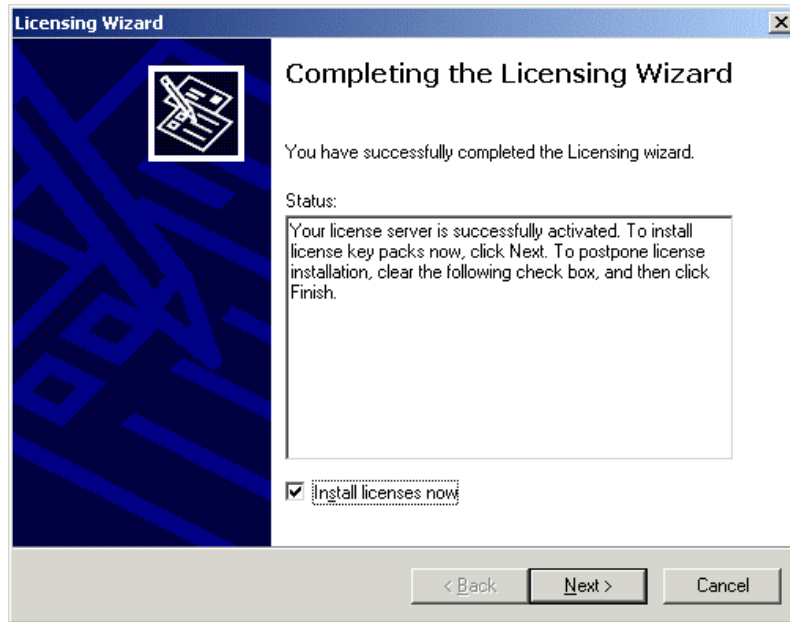 Licensing Wizard
Completing the Licensing Wizard
You have successfully completed the Licensing wizard.
Status:
Your license server is successfully activated. To install
license key packs now, click Next. To postpone license
installation, clear the following check box, and then click
Finish.
Install licenses now
< Back
Next >
Cancel